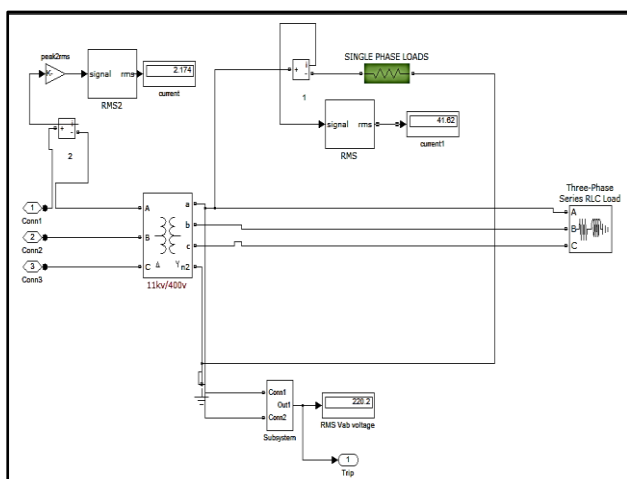 peak2rms
K-
signal rms
RMS2
2.174
current
i
+
-
2
i
+
-
1
SINGLE PHASE LOADS
signal rms
RMS
41.62
current1
1
Conn1
2
Conn2
3
Conn3
A
B
C
a
b
c
n2
Δ Y
11kv/400v
Three-Phase
Series RLC Load
A
B
C
Conn1
Out1
Conn2
Subsystem
220.2
RMS Vab voltage
1
Trip